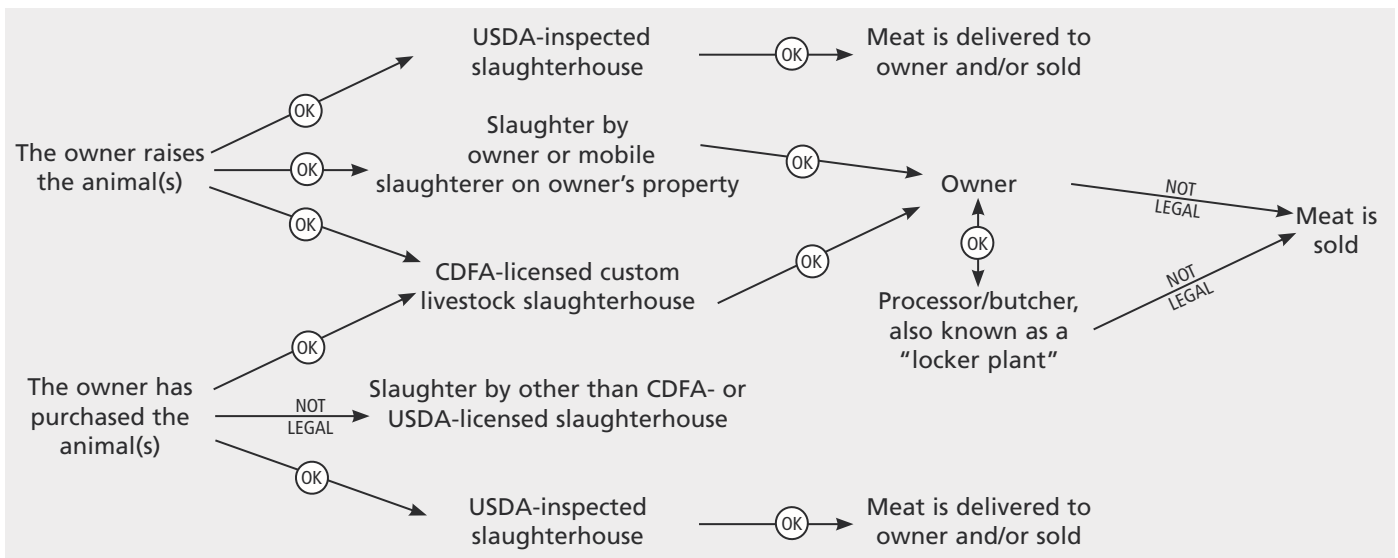 USDA-inspected
slaughterhouse
OK
Meat is delivered to
owner and/or sold
OK
The owner raises
the animal(s)
OK
Slaughter by
owner or mobile
slaughterer on owner’s property
OK
Owner
NOT
LEGAL
Meat is
sold
OK
CDFA-licensed custom
livestock slaughterhouse
OK
OK
Processor/butcher,
also known as a
“locker plant”
NOT
LEGAL
OK
The owner has
purchased the
animal(s)
NOT
LEGAL
Slaughter by other than CDFA- or
USDA-licensed slaughterhouse
OK
USDA-inspected
slaughterhouse
OK
Meat is delivered to
owner and/or sold